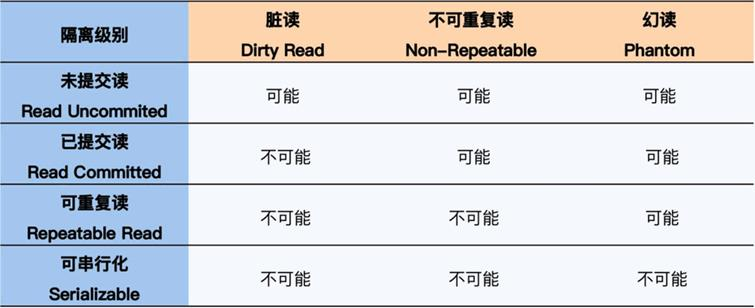 隔离级别
脏读
Dirty Read
不可重复读
Non-Repeatable
幻读
Phantom
未提交读
Read Uncommited
可能
可能
可能
已提交读
Read Committed
不可能
可能
可能
可重复读
Repeatable Read
不可能
不可能
可能
可串行化
Serializable
不可能
不可能
不可能